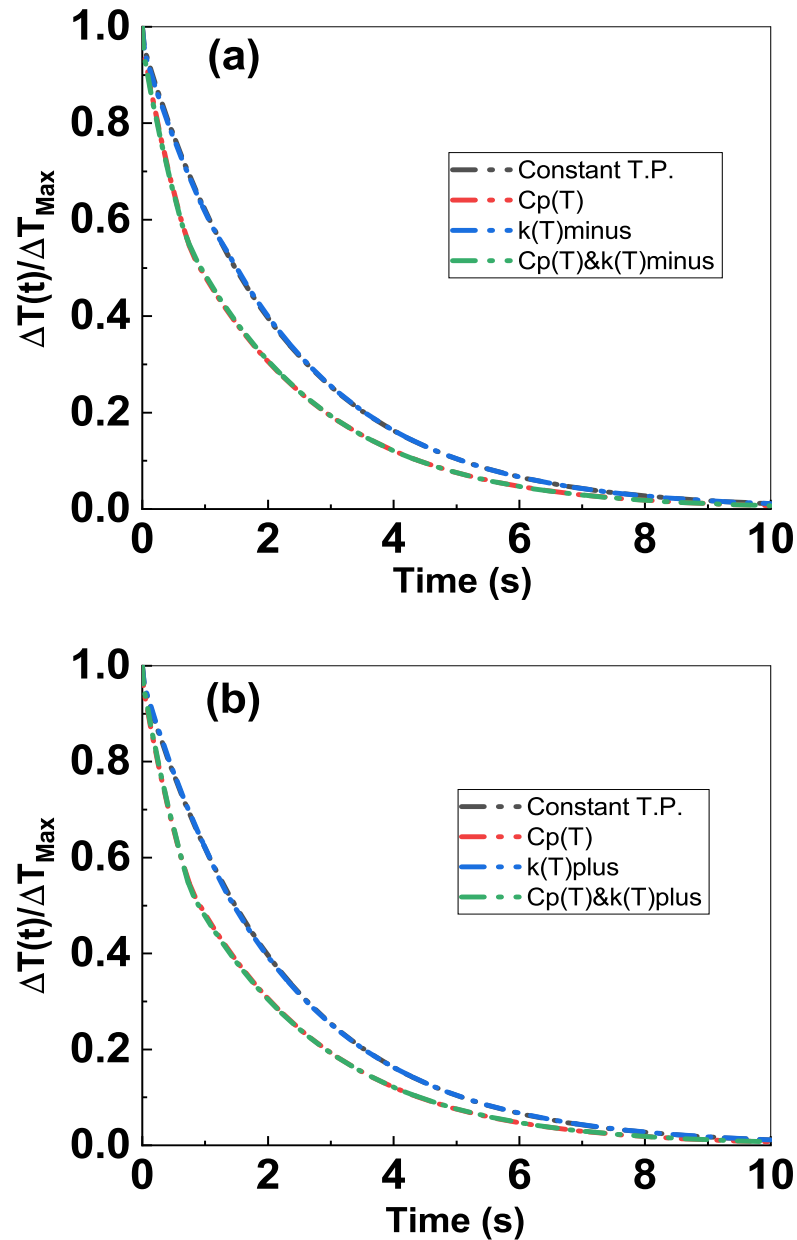 (a)
1.0
0.8
0.6
0.4
0.2
0.0
ΔT(t)/ΔTMax
Constant T.P.
Cp(T)
k(T)minus
Cp(T)&k(T)minus
0 2 4 6 8 10
Time (s)
(b)
1.0
0.8
0.6
0.4
0.2
0.0
ΔT(t)/ΔTMax
Constant T.P.
Cp(T)
k(T)plus
Cp(T)&k(T)plus
0 2 4 6 8 10
Time (s)